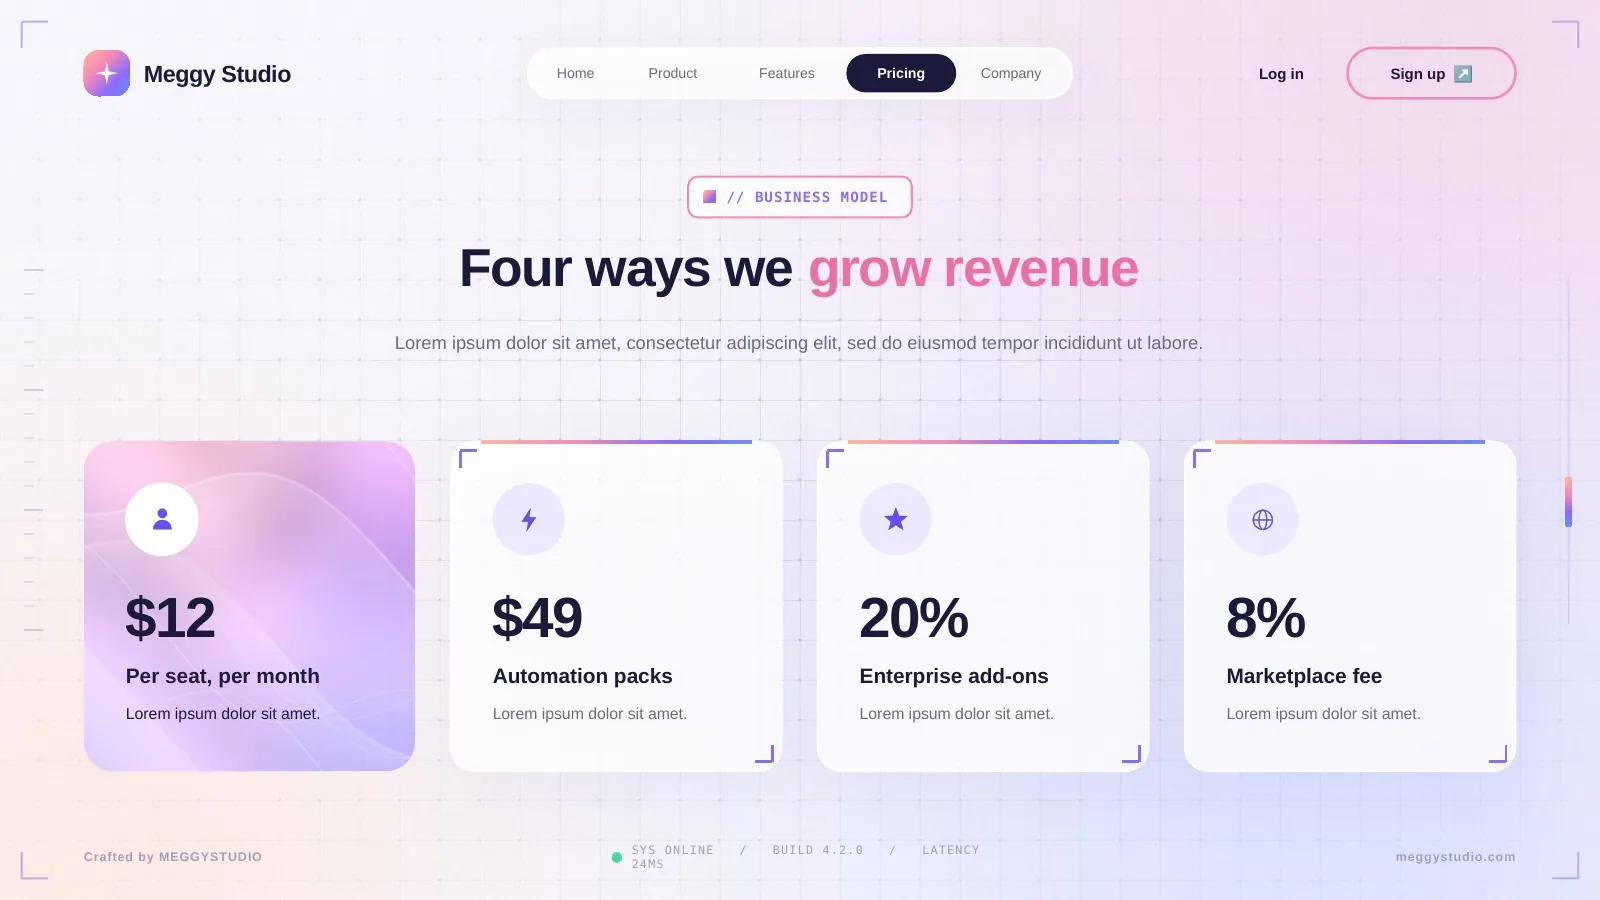 Meggy Studio
Home Product Features Pricing Company
Log in
Sign up ↗
// BUSINESS MODEL
Four ways we grow revenue
Lorem ipsum dolor sit amet, consectetur adipiscing elit, sed do eiusmod tempor incididunt ut labore.
$12
Per seat, per month
Lorem ipsum dolor sit amet.
$49
Automation packs
Lorem ipsum dolor sit amet.
20%
Enterprise add-ons
Lorem ipsum dolor sit amet.
8%
Marketplace fee
Lorem ipsum dolor sit amet.
Crafted by MEGGYSTUDIO
SYS ONLINE / BUILD 4.2.0 / LATENCY
24MS
meggystudio.com